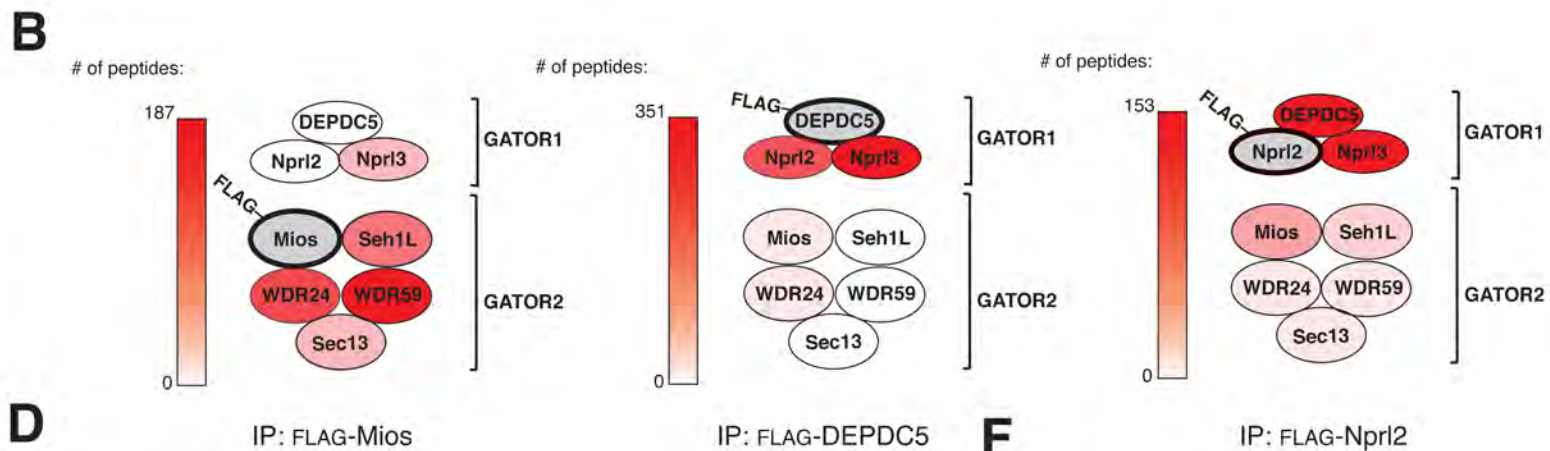 B
# of peptides:
187
0
DEPDC5
Nprl2
Nprl3
GATOR1
FLAG
Mios
Seh1L
WDR24
WDR59
Sec13
GATOR2
IP: FLAG-Mios
# of peptides:
351
0
FLAG
DEPDC5
Nprl2
Nprl3
GATOR1
Mios
Seh1L
WDR24
WDR59
Sec13
GATOR2
IP: FLAG-DEPDC5
# of peptides:
153
0
FLAG
DEPDC5
Nprl2
Nprl3
GATOR1
Mios
Seh1L
WDR24
WDR59
Sec13
GATOR2
IP: FLAG-Nprl2
D